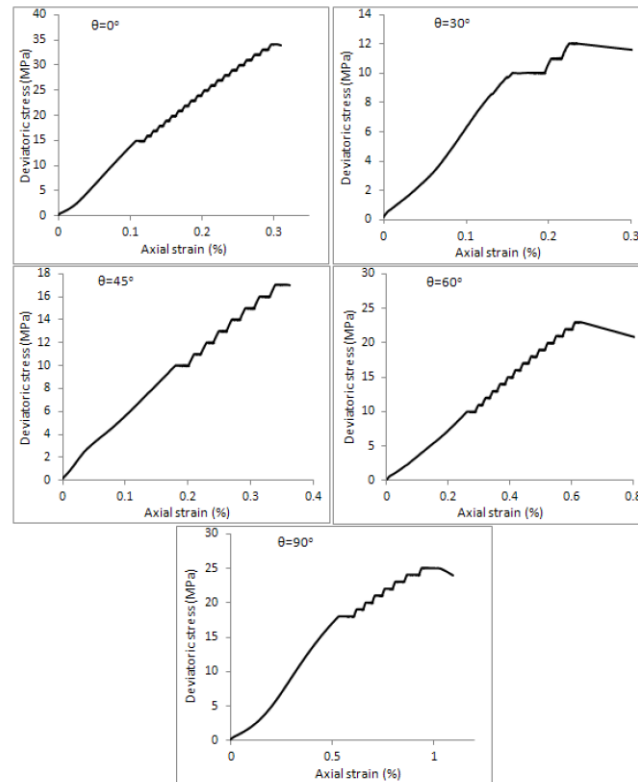 θ=0°
Deviatoric stress (MPa)
40
35
30
25
20
15
10
5
0
0 0.1 0.2 0.3
Axial strain (%)
θ=30°
Deviatoric stress (MPa)
14
12
10
8
6
4
2
0
0 0.1 0.2 0.3
Axial strain (%)
θ=45°
Deviatoric stress (MPa)
18
16
14
12
10
8
6
4
2
0
0 0.1 0.2 0.3 0.4
Axial strain (%)
θ=60°
Deviatoric stress (MPa)
30
25
20
15
10
5
0
0 0.2 0.4 0.6 0.8
Axial strain (%)
θ=90°
Deviatoric stress (MPa)
30
25
20
15
10
5
0
0 0.5 1
Axial strain (%)